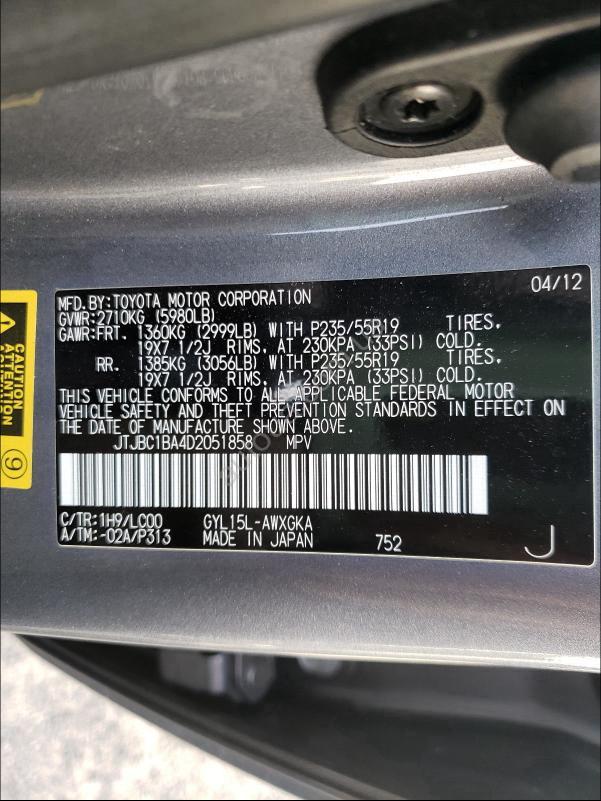 04/12
MFD. BY:TOYOTA MOTOR CORPORATION
GVWR:2710KG (5980LB)
GAWR:FRT. 1360KG (2999LB) WITH P235/55R19 TIRES,
19X7 1/2J RIMS, AT 230KPA (33PSI) COLD.
RR. 1385KG (3056LB) WITH P235/55R19 TIRES,
19X7 1/2J RIMS, AT 230KPA (33PSI) COLD.
THIS VEHICLE CONFORMS TO ALL APPLICABLE FEDERAL MOTOR
VEHICLE SAFETY AND THEFT PREVENTION STANDARDS IN EFFECT ON
THE DATE OF MANUFACTURE SHOWN ABOVE.
JTJBC1BA4D2051858 MPV
C/TR:1H9/LC00 GYL15L-AWXGKA
A/TM:-02A/P313 MADE IN JAPAN 752 J
CAUTION
9